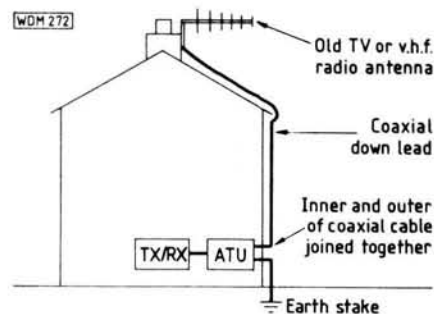 WDM 272
Old TV or v.h.f.
radio antenna
Coaxial
down lead
Inner and outer
of coaxial cable
joined together
TX/RX
ATU
Earth stake